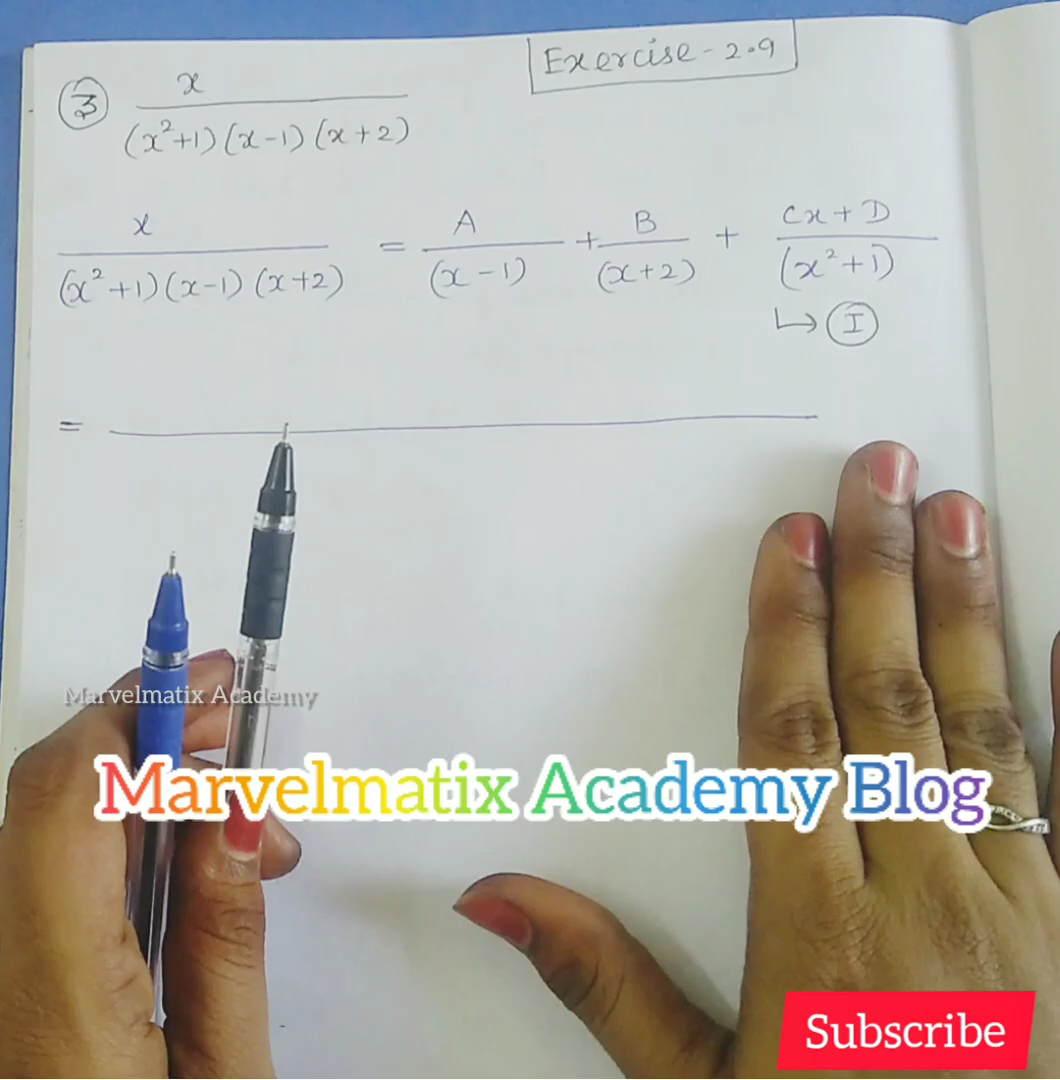 Exercise - 2.9
③ x / (x²+1)(x-1)(x+2)
x / (x²+1)(x-1)(x+2) = A / (x-1) + B / (x+2) + Cx+D / (x²+1)
↳ Ⓘ
=
Marvelmatix Academy
Marvelmatix Academy Blog
Subscribe